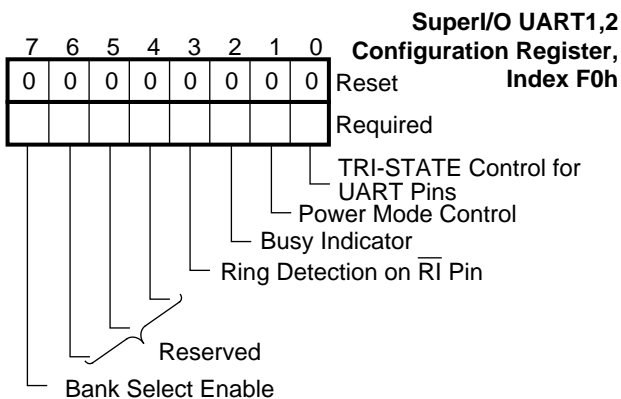 SuperI/O UART1,2
Configuration Register,
Index F0h
7 6 5 4 3 2 1 0
0 0 0 0 0 0 0 0 Reset
Required
TRI-STATE Control for
UART Pins
Power Mode Control
Busy Indicator
Ring Detection on R̅I̅ Pin
Reserved
Bank Select Enable